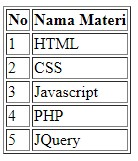 No Nama Materi
1 HTML
2 CSS
3 Javascript
4 PHP
5 JQuery